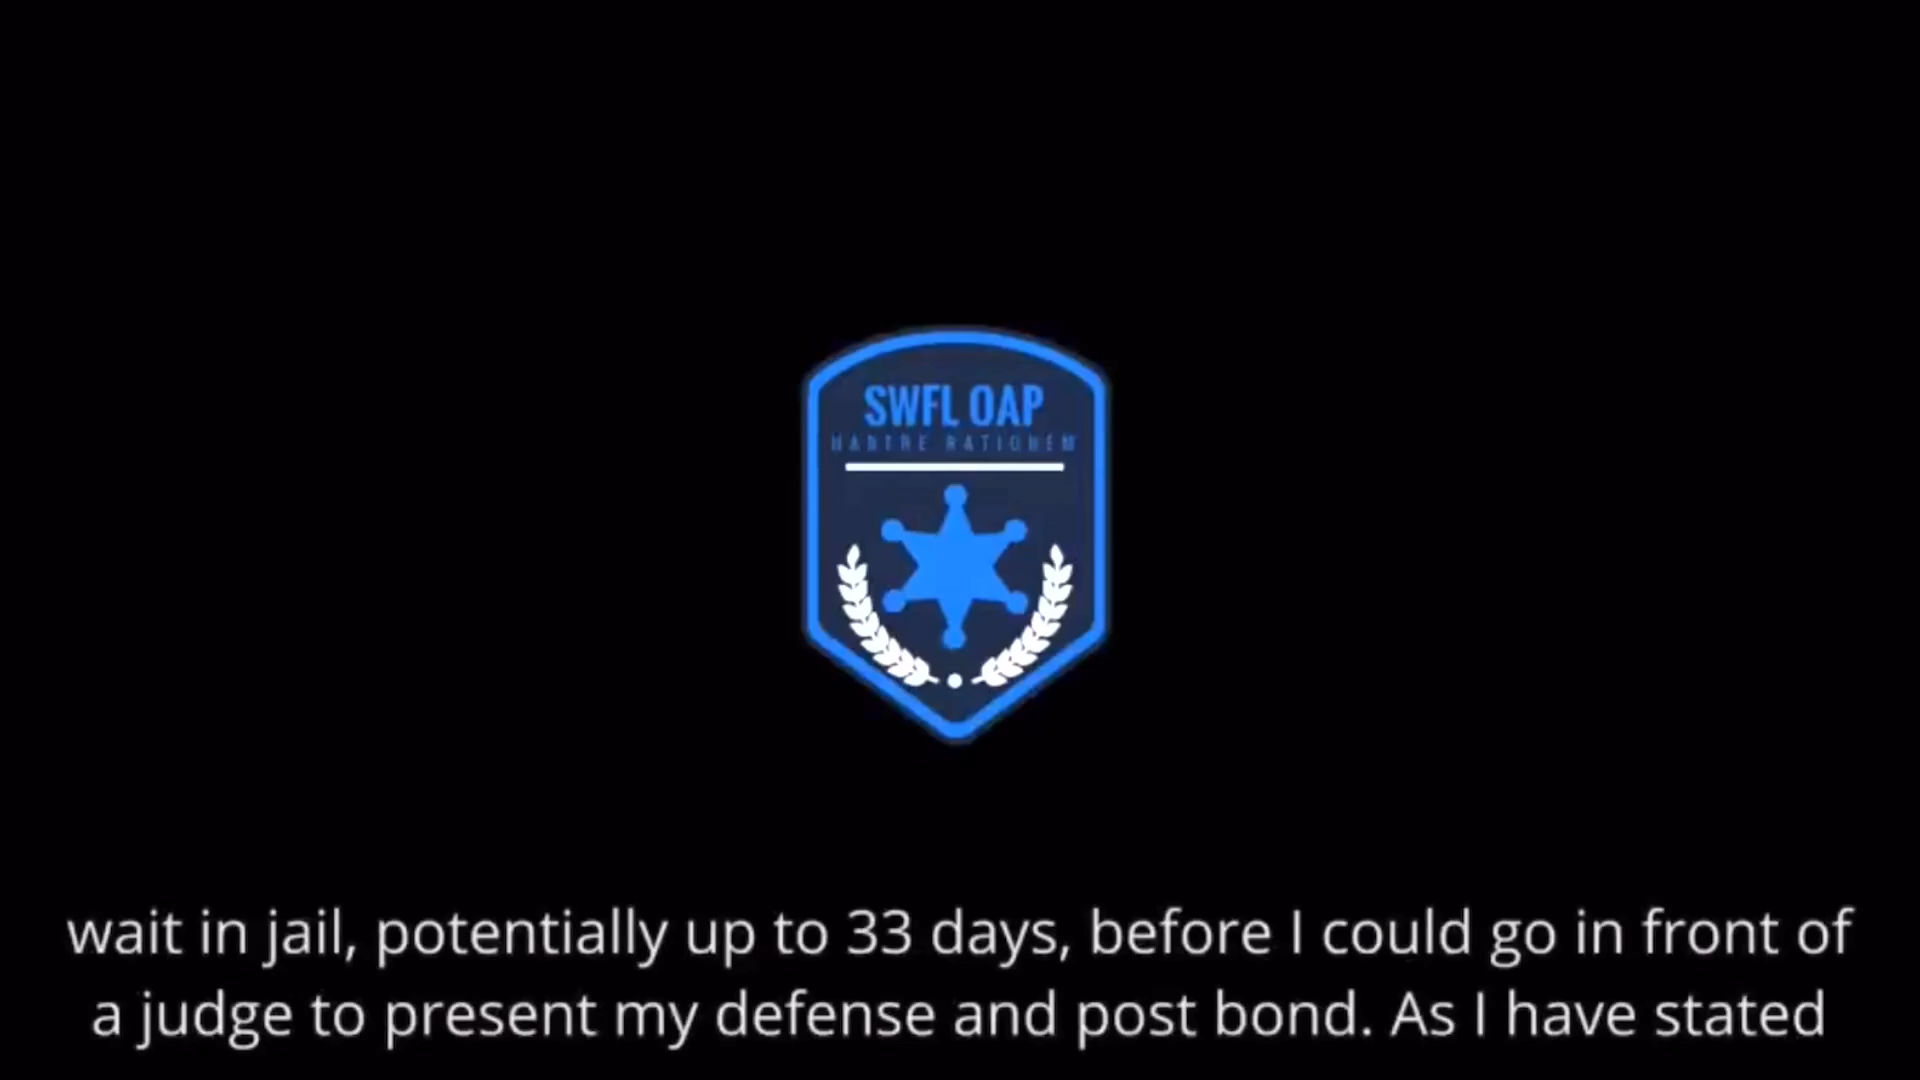 SWFL OAP
wait in jail, potentially up to 33 days, before I could go in front of
a judge to present my defense and post bond. As I have stated